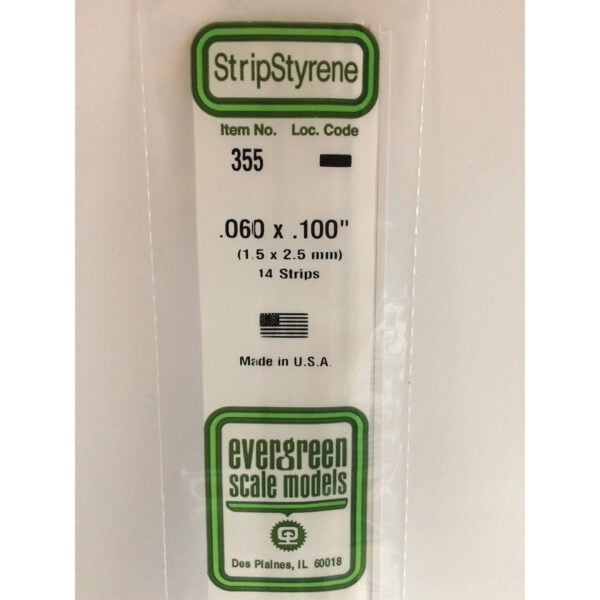 StripStyrene
Item No. Loc. Code
355
.060 x .100"
(1.5 x 2.5 mm)
14 Strips
Made in U.S.A.
evergreen
scale models
Des Plaines, IL 60018